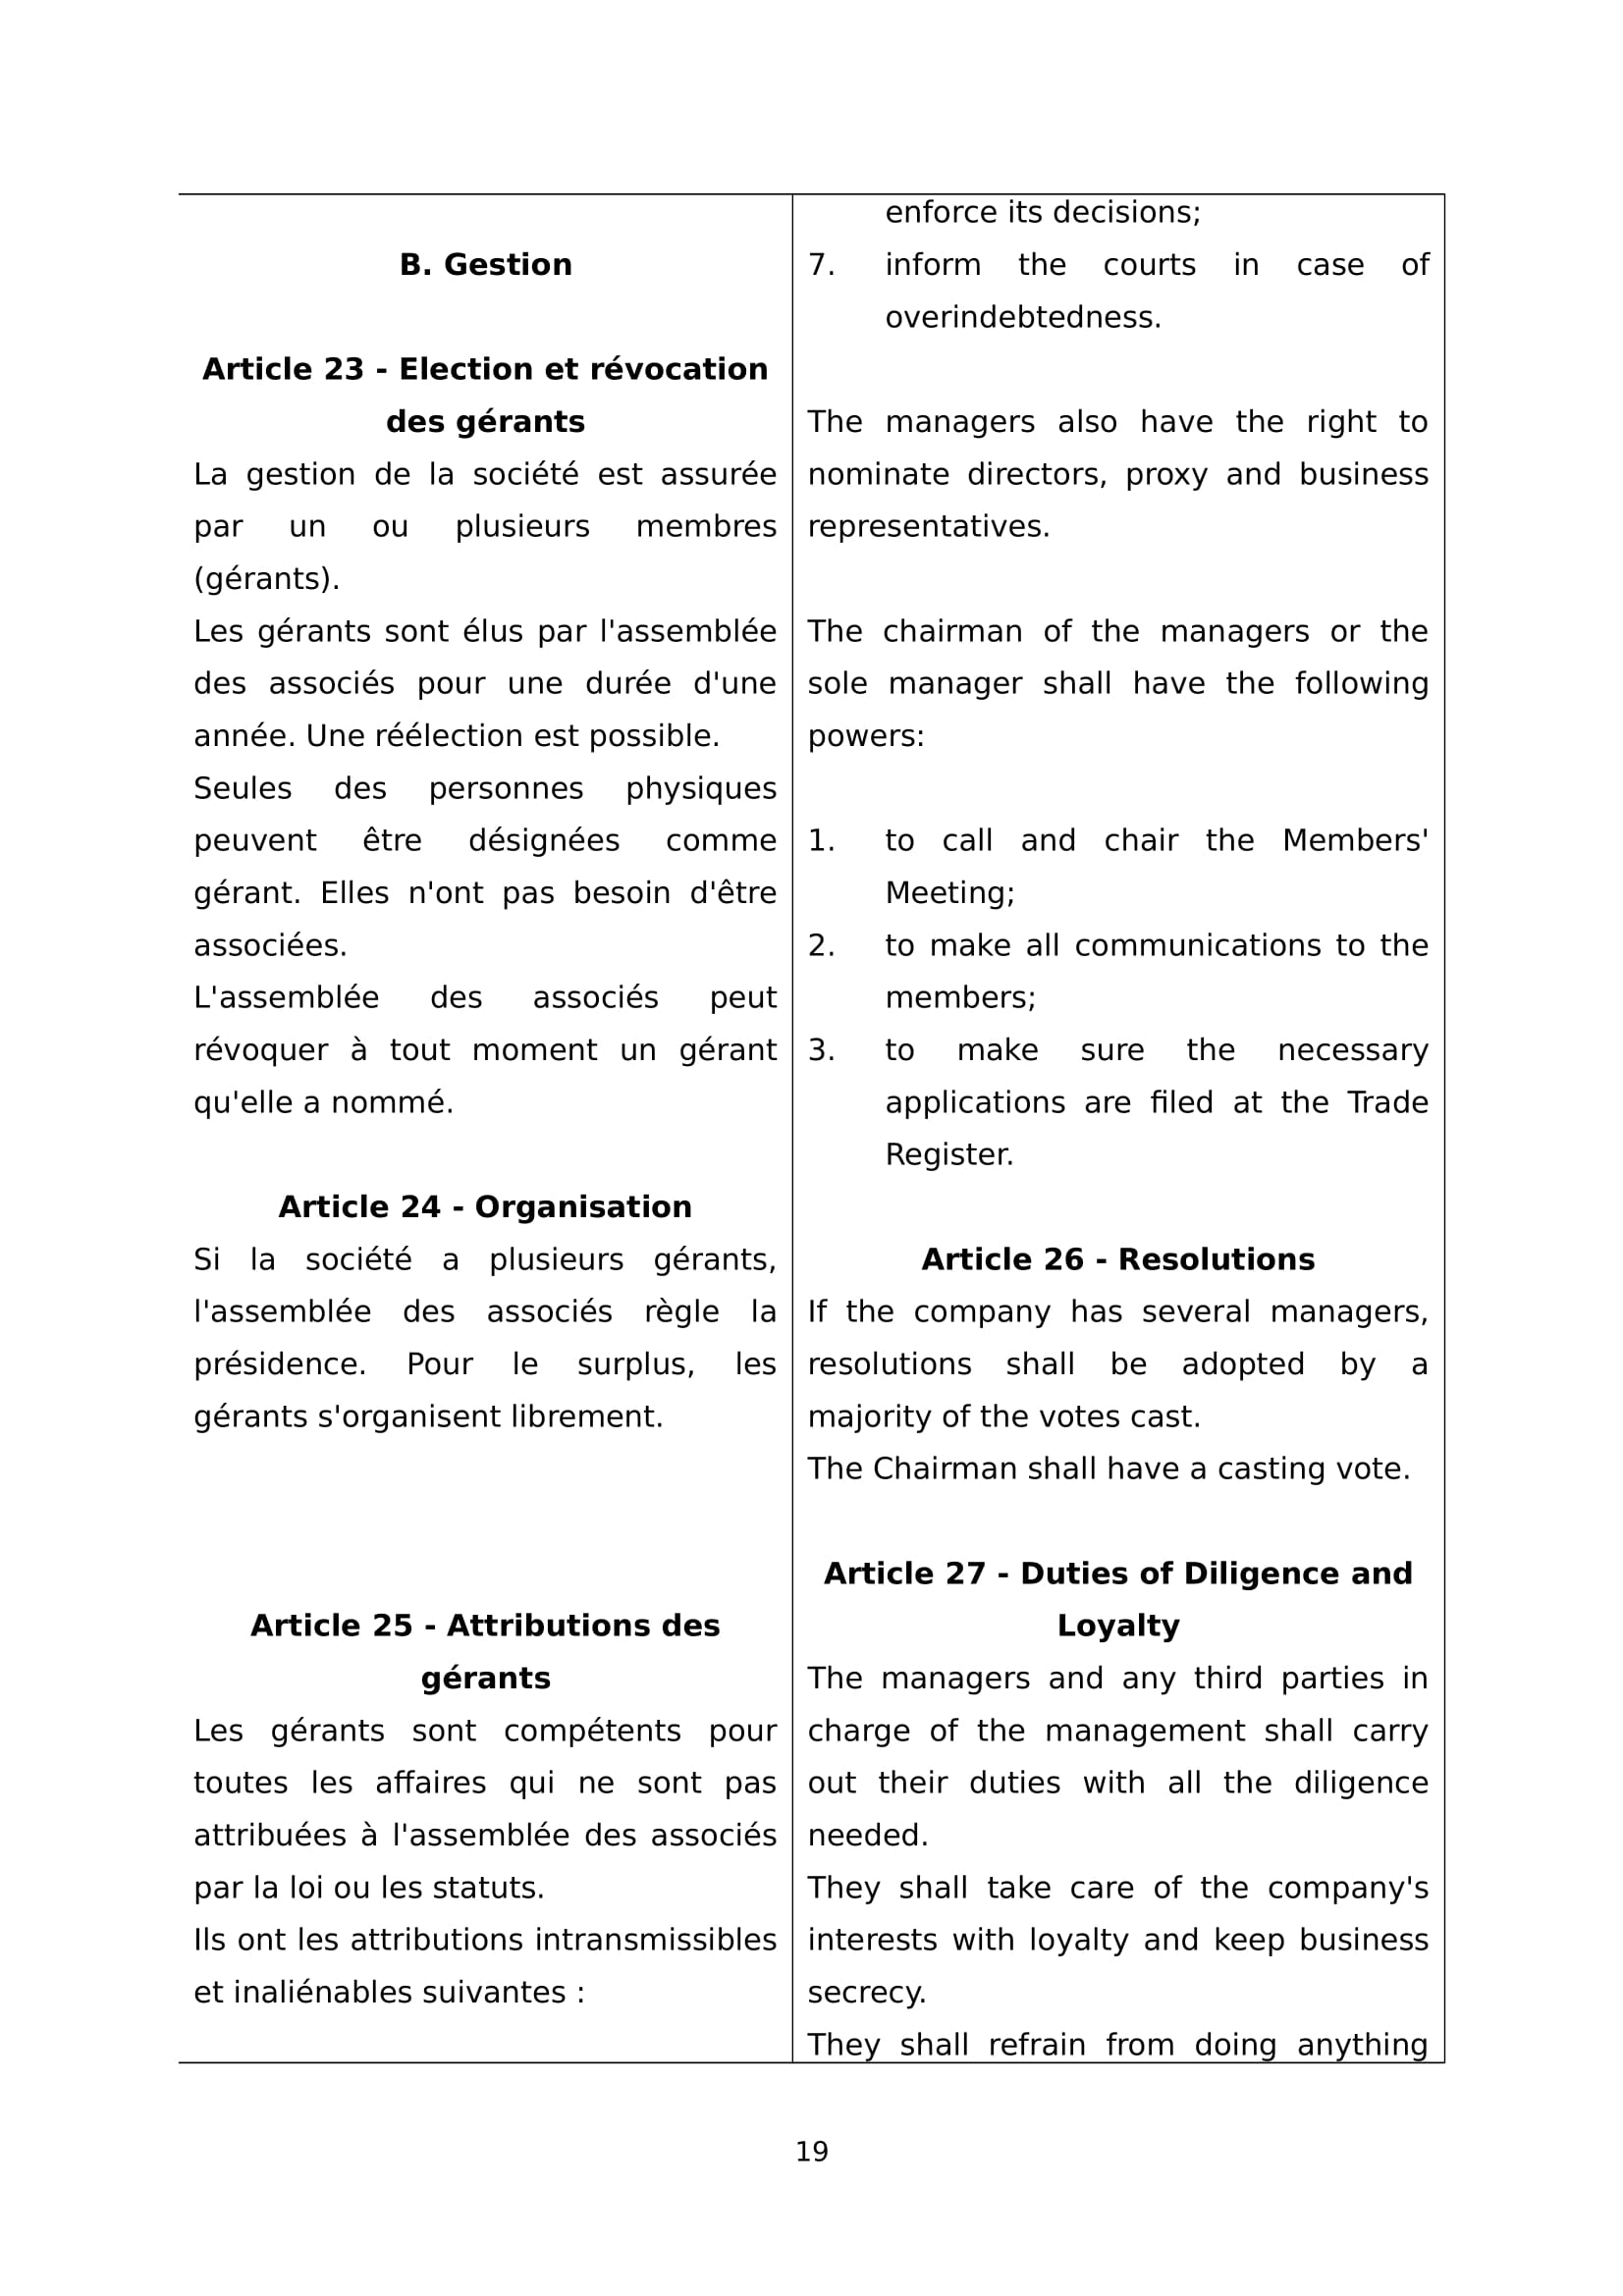 B. Gestion
Article 23 - Election et révocation
des gérants
La gestion de la société est assurée
par un ou plusieurs membres
(gérants).
Les gérants sont élus par l'assemblée
des associés pour une durée d'une
année. Une réélection est possible.
Seules des personnes physiques
peuvent être désignées comme
gérant. Elles n'ont pas besoin d'être
associées.
L'assemblée des associés peut
révoquer à tout moment un gérant
qu'elle a nommé.
Article 24 - Organisation
Si la société a plusieurs gérants,
l'assemblée des associés règle la
présidence. Pour le surplus, les
gérants s'organisent librement.
Article 25 - Attributions des
gérants
Les gérants sont compétents pour
toutes les affaires qui ne sont pas
attribuées à l'assemblée des associés
par la loi ou les statuts.
Ils ont les attributions intransmissibles
et inaliénables suivantes :
enforce its decisions;
7. inform the courts in case of
overindebtedness.
The managers also have the right to
nominate directors, proxy and business
representatives.
The chairman of the managers or the
sole manager shall have the following
powers:
1. to call and chair the Members'
Meeting;
2. to make all communications to the
members;
3. to make sure the necessary
applications are filed at the Trade
Register.
Article 26 - Resolutions
If the company has several managers,
resolutions shall be adopted by a
majority of the votes cast.
The Chairman shall have a casting vote.
Article 27 - Duties of Diligence and
Loyalty
The managers and any third parties in
charge of the management shall carry
out their duties with all the diligence
needed.
They shall take care of the company's
interests with loyalty and keep business
secrecy.
They shall refrain from doing anything
19